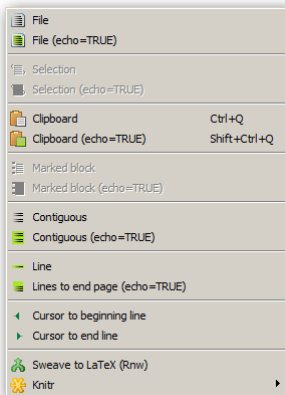 File
File (echo=TRUE)
Selection
Selection (echo=TRUE)
Clipboard Ctrl+Q
Clipboard (echo=TRUE) Shift+Ctrl+Q
Marked block
Marked block (echo=TRUE)
Contiguous
Contiguous (echo=TRUE)
Line
Lines to end page (echo=TRUE)
Cursor to beginning line
Cursor to end line
Sweave to LaTeX (Rnw)
Knitr